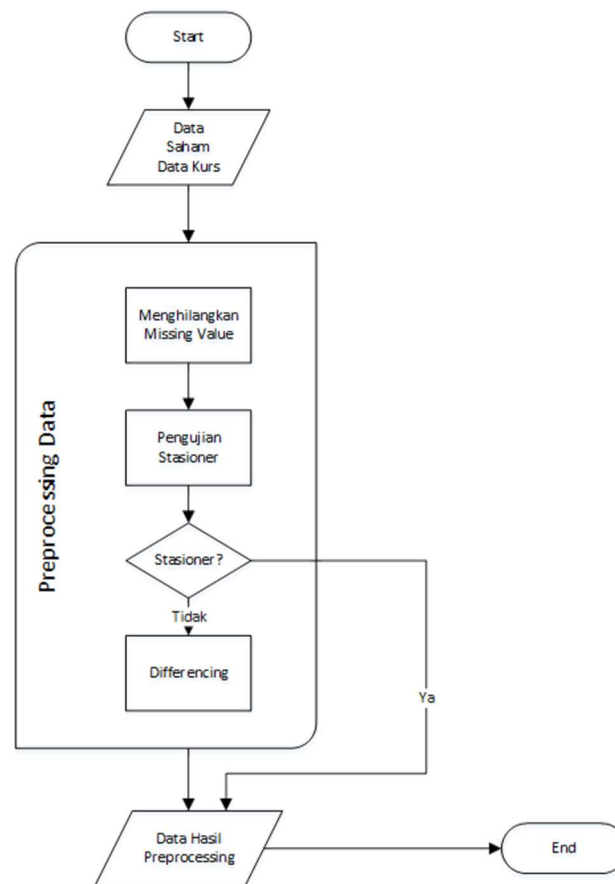 Start
Data
Saham
Data Kurs
Preprocessing Data
Menghilangkan
Missing Value
Pengujian
Stasioner
Stasioner?
Tidak
Differencing
Ya
Data Hasil
Preprocessing
End